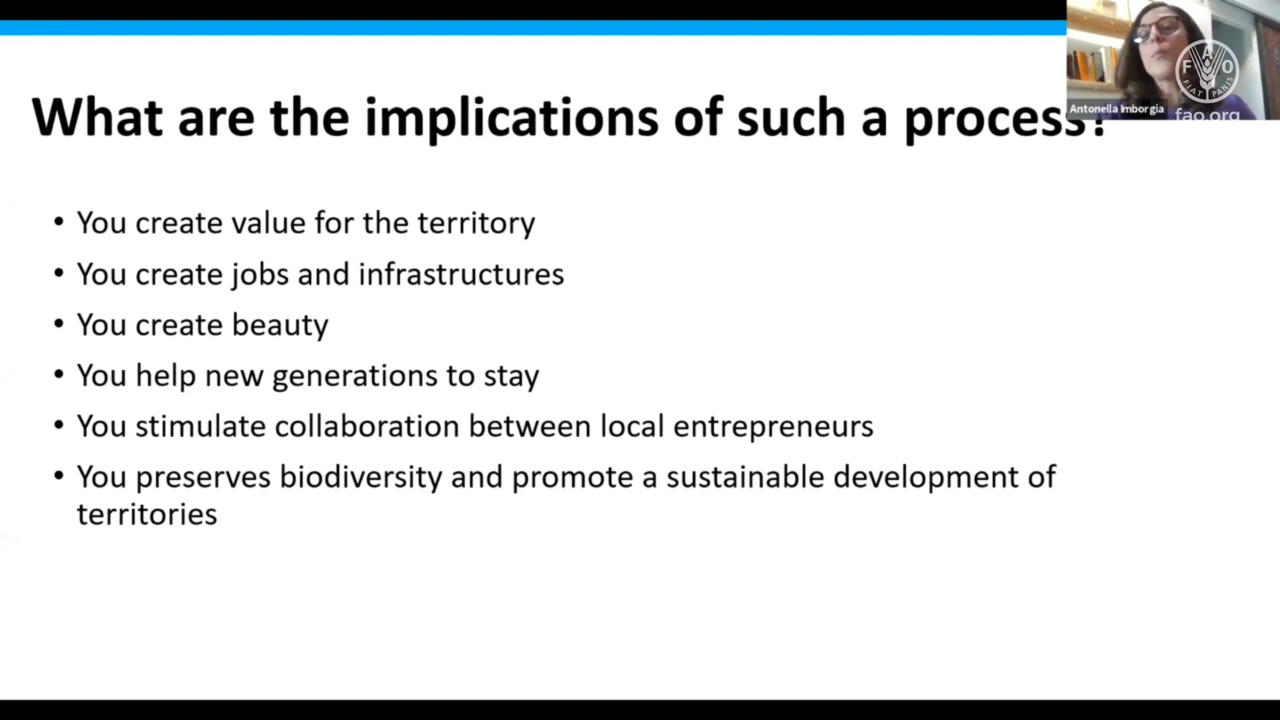 What are the implications of such a process?
Antonella Imborgia
F A O
FIAT PANIS
fao.org
• You create value for the territory
• You create jobs and infrastructures
• You create beauty
• You help new generations to stay
• You stimulate collaboration between local entrepreneurs
• You preserves biodiversity and promote a sustainable development of
territories